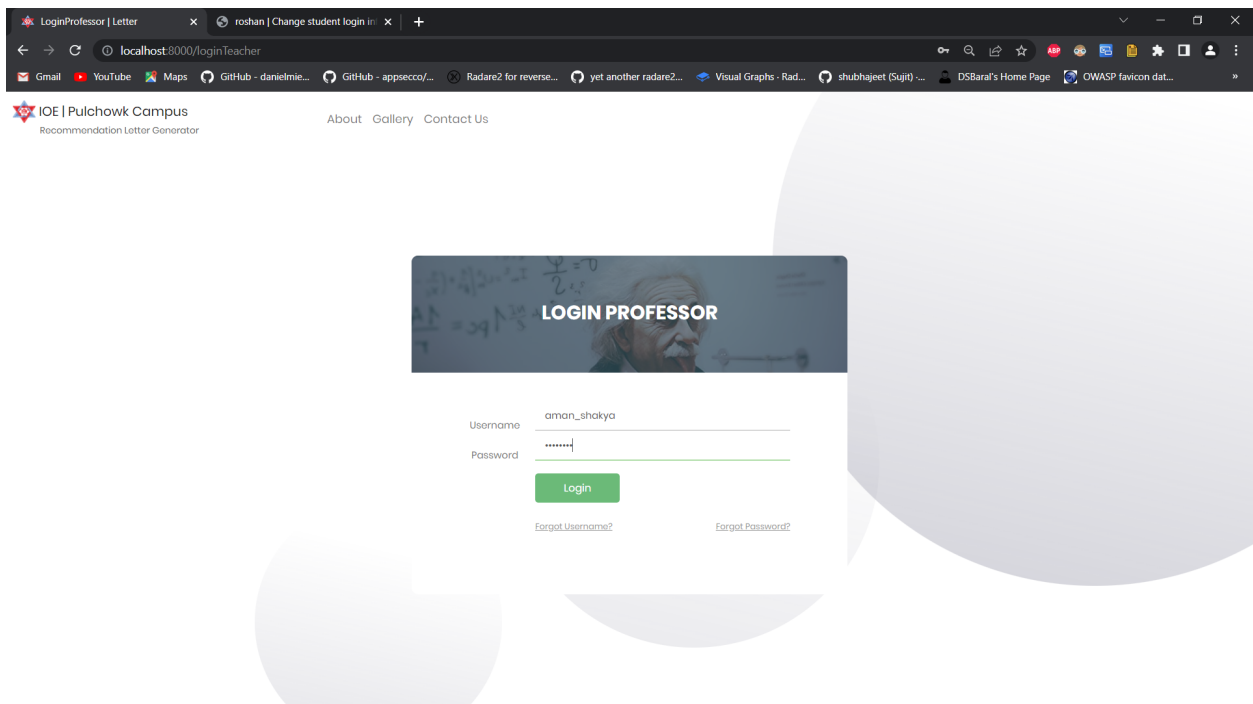 LoginProfessor | Letter
roshan | Change student login in
localhost:8000/loginTeacher
ABP
Gmail
YouTube
Maps
GitHub - danielmie...
GitHub - appsecco/...
Radare2 for reverse...
yet another radare2...
Visual Graphs - Rad...
shubhajeet (Sujit) -...
DSBaral's Home Page
OWASP favicon dat...
»
IOE | Pulchowk Campus
Recommendation Letter Generator
About
Gallery
Contact Us
LOGIN PROFESSOR
Username
aman_shakya
Password
••••••••
Login
Forgot Username?
Forgot Password?